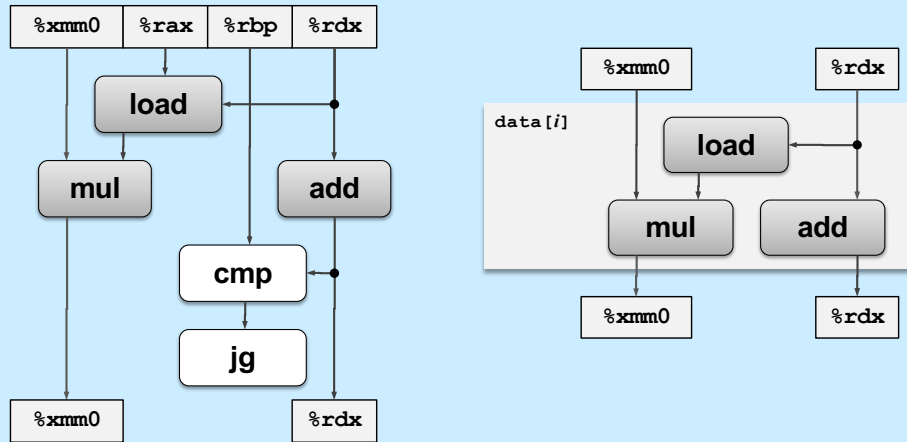 %xmm0 %rax %rbp %rdx
load
mul
add
cmp
jg
%xmm0 %rdx
%xmm0 %rdx
data[i]
load
mul
add
%xmm0 %rdx